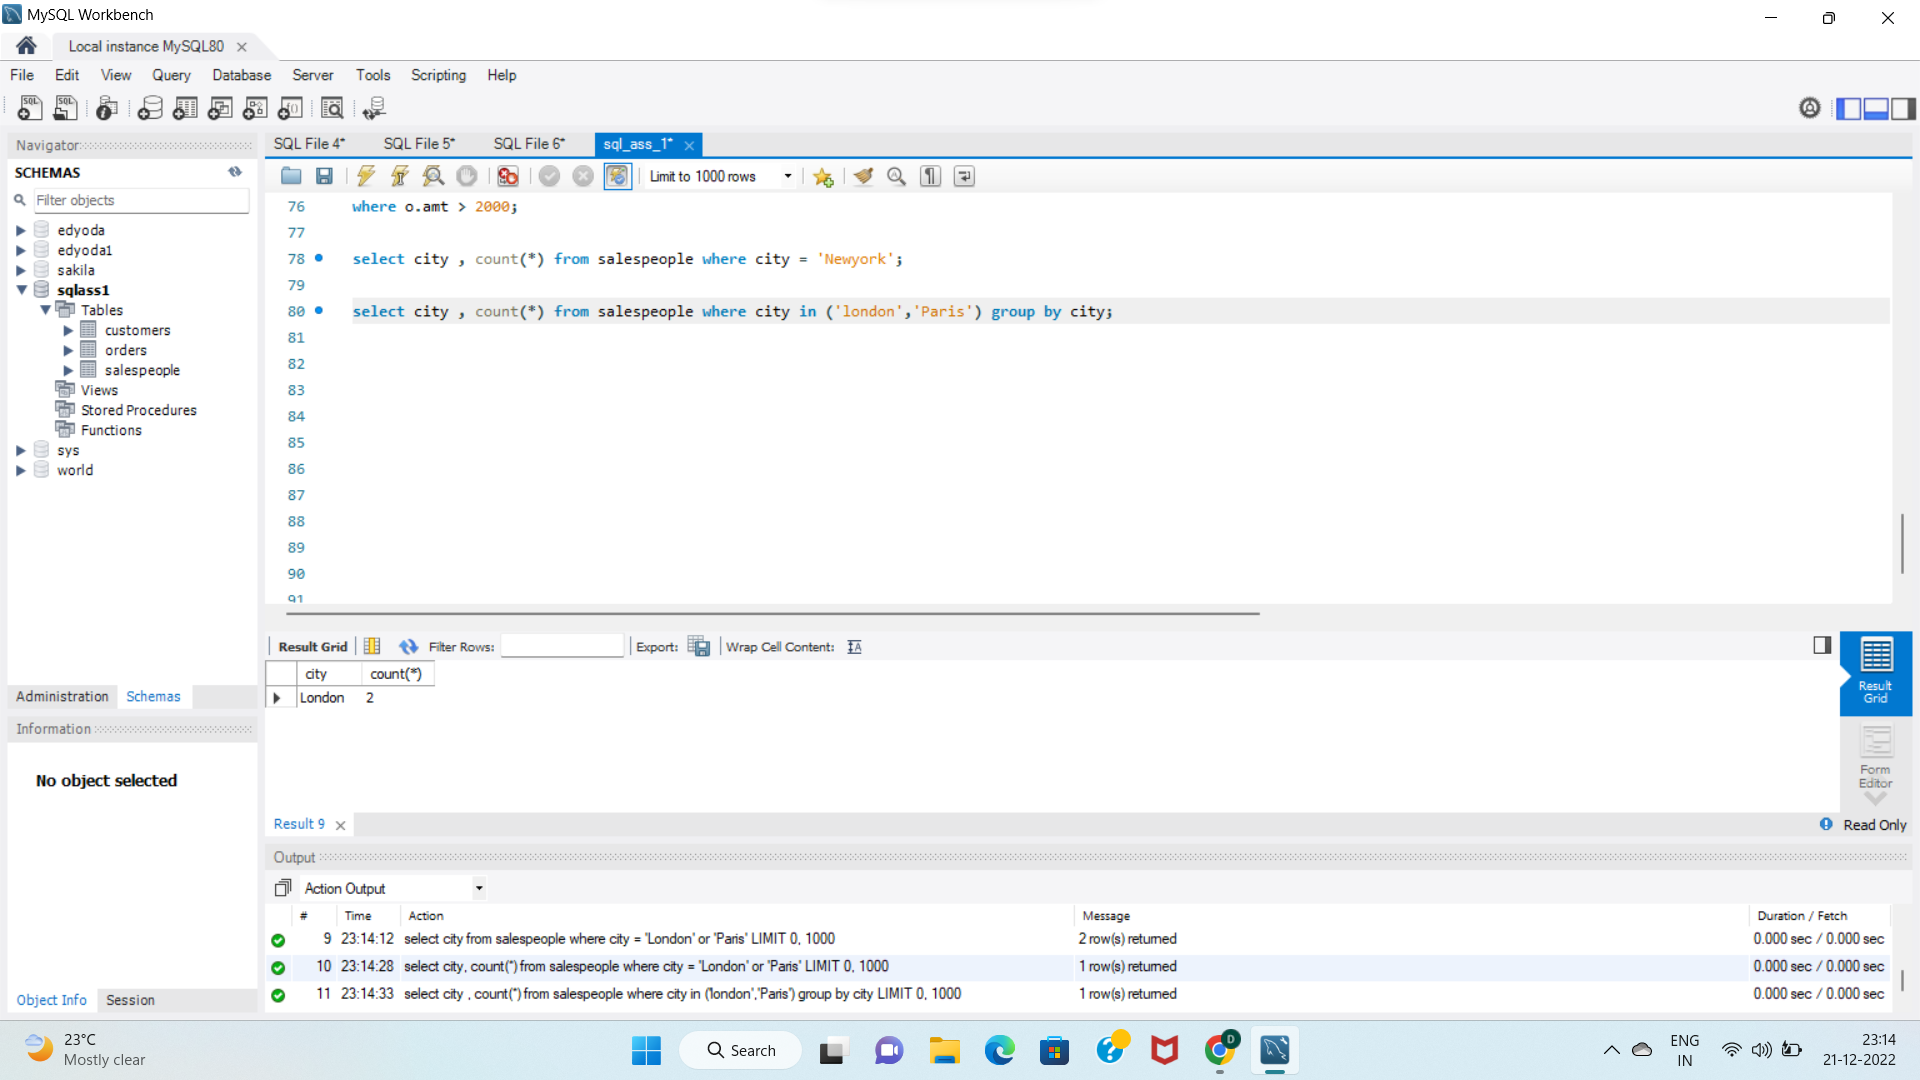 MySQL Workbench
Local instance MySQL80
File Edit View Query Database Server Tools Scripting Help
Navigator
SCHEMAS
Filter objects
edyoda
edyoda1
sakila
sqlass1
Tables
customers
orders
salespeople
Views
Stored Procedures
Functions
sys
world
Administration Schemas
Information
No object selected
Object Info Session
SQL File 4* SQL File 5* SQL File 6* sql_ass_1*
Limit to 1000 rows
76 where o.amt > 2000;
77
78 select city , count(*) from salespeople where city = 'Newyork';
79
80 select city , count(*) from salespeople where city in ('london','Paris') group by city;
81
82
83
84
85
86
87
88
89
90
91
Result Grid Filter Rows: Export: Wrap Cell Content:
city count(*)
London 2
Result Grid
Form Editor
Result 9
Read Only
Output
Action Output
# Time Action Message Duration / Fetch
9 23:14:12 select city from salespeople where city = 'London' or 'Paris' LIMIT 0, 1000 2 row(s) returned 0.000 sec / 0.000 sec
10 23:14:28 select city, count(*) from salespeople where city = 'London' or 'Paris' LIMIT 0, 1000 1 row(s) returned 0.000 sec / 0.000 sec
11 23:14:33 select city , count(*) from salespeople where city in ('london','Paris') group by city LIMIT 0, 1000 1 row(s) returned 0.000 sec / 0.000 sec
23°C
Mostly clear
Search
D
ENG
IN
23:14
21-12-2022